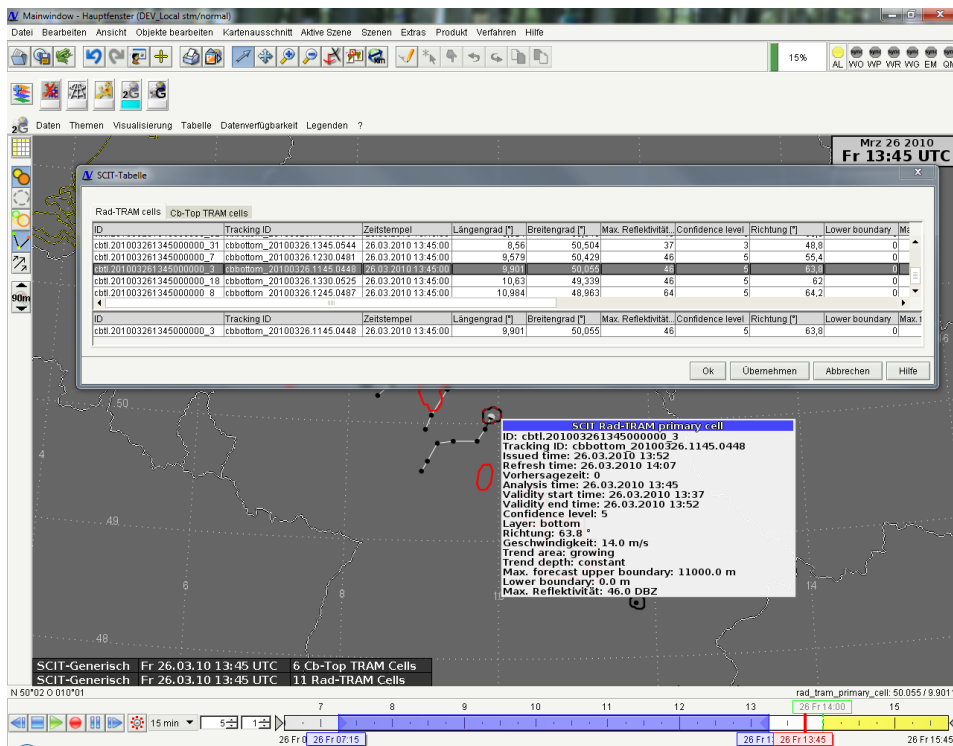 Mainwindow - Hauptfenster (DEV_Local stm/normal)
Datei Bearbeiten Ansicht Objekte bearbeiten Kartenausschnitt Aktive Szene Szenen Extras Produkt Verfahren Hilfe
15%
AL WO WP WR WG EM
2G Daten Themen Visualisierung Tabelle Datenverfügbarkeit Legenden ?
Mrz 26 2010
Fr 13:45 UTC
SCIT-Tabelle
Rad-TRAM cells Cb-Top TRAM cells
ID Tracking ID Zeitstempel Längengrad [°] Breitengrad [°] Max. Reflektivität... Confidence level Richtung [°] Lower boundary Ma
cbtl.201003261345000000_31 cbbottom_20100326.1345.0544 26.03.2010 13:45:00 8,56 50,504 37 3 48,8 0
cbtl.201003261345000000_7 cbbottom_20100326.1230.0481 26.03.2010 13:45:00 9,579 50,429 46 5 55,4 0
cbtl.201003261345000000_3 cbbottom_20100326.1145.0448 26.03.2010 13:45:00 9,901 50,055 46 5 63,8 0
cbtl.201003261345000000_18 cbbottom_20100326.1330.0525 26.03.2010 13:45:00 10,63 49,339 46 5 62 0
cbtl.201003261345000000_8 cbbottom_20100326.1245.0487 26.03.2010 13:45:00 10,984 48,963 64 5 64,2 0
ID Tracking ID Zeitstempel Längengrad [°] Breitengrad [°] Max. Reflektivität... Confidence level Richtung [°] Lower boundary Max.
cbtl.201003261345000000_3 cbbottom_20100326.1145.0448 26.03.2010 13:45:00 9,901 50,055 46 5 63,8 0
Ok Übernehmen Abbrechen Hilfe
90m
16
50
4
49
6
8
14
48
SCIT Rad-TRAM primary cell
ID: cbtl.201003261345000000_3
Tracking ID: cbbottom_20100326.1145.0448
Issued time: 26.03.2010 13:52
Refresh time: 26.03.2010 14:07
Vorhersagezeit: 0
Analysis time: 26.03.2010 13:45
Validity start time: 26.03.2010 13:37
Validity end time: 26.03.2010 13:52
Confidence level: 5
Layer: bottom
Richtung: 63.8 °
Geschwindigkeit: 14.0 m/s
Trend area: growing
Trend depth: constant
Max. forecast upper boundary: 11000.0 m
Lower boundary: 0.0 m
Max. Reflektivität: 46.0 DBZ
SCIT-Generisch Fr 26.03.10 13:45 UTC 6 Cb-Top TRAM Cells
SCIT-Generisch Fr 26.03.10 13:45 UTC 11 Rad-TRAM Cells
N 50°02 O 010°01 rad_tram_primary_cell: 50.055 / 9.901
7 8 9 10 11 12 13 26 Fr 14:00 15
15 min 5 1
26 Fr 0 26 Fr 07:15 26 Fr 13:45 26 Fr 15:45